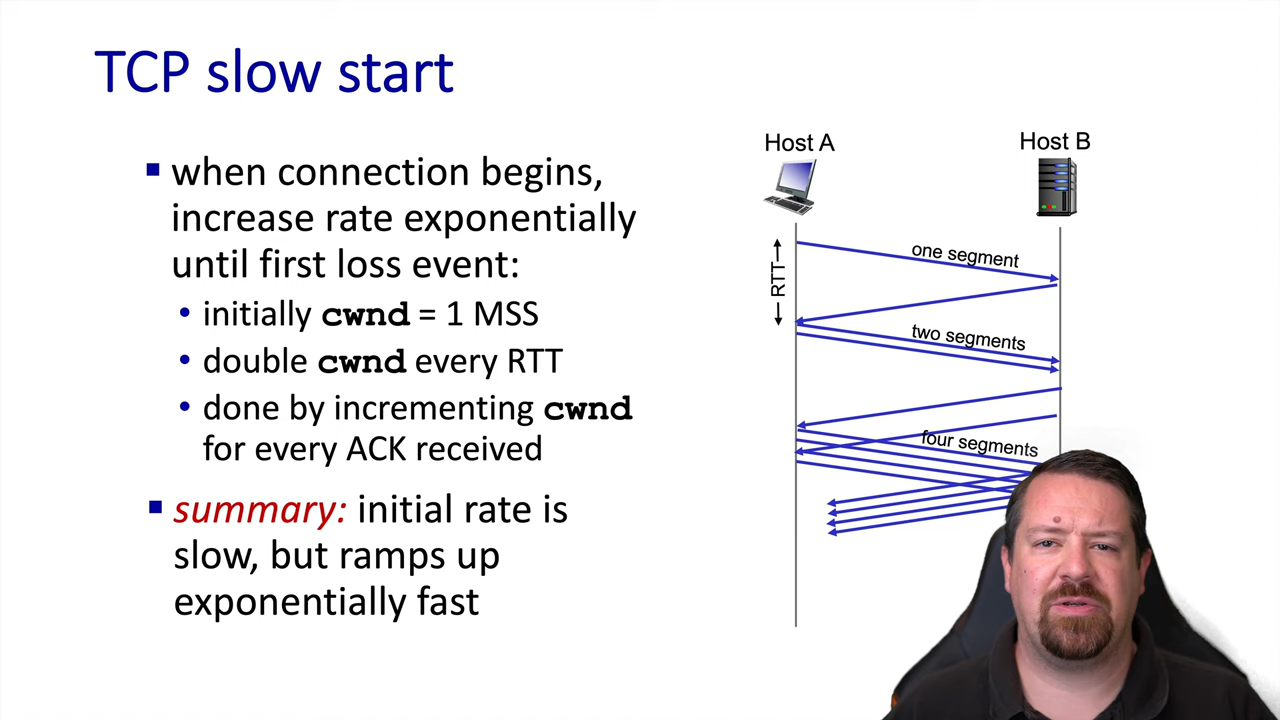 TCP slow start
▪ when connection begins,
increase rate exponentially
until first loss event:
• initially cwnd = 1 MSS
• double cwnd every RTT
• done by incrementing cwnd
for every ACK received
▪ summary: initial rate is
slow, but ramps up
exponentially fast
Host A
Host B
RTT
one segment
two segments
four segments